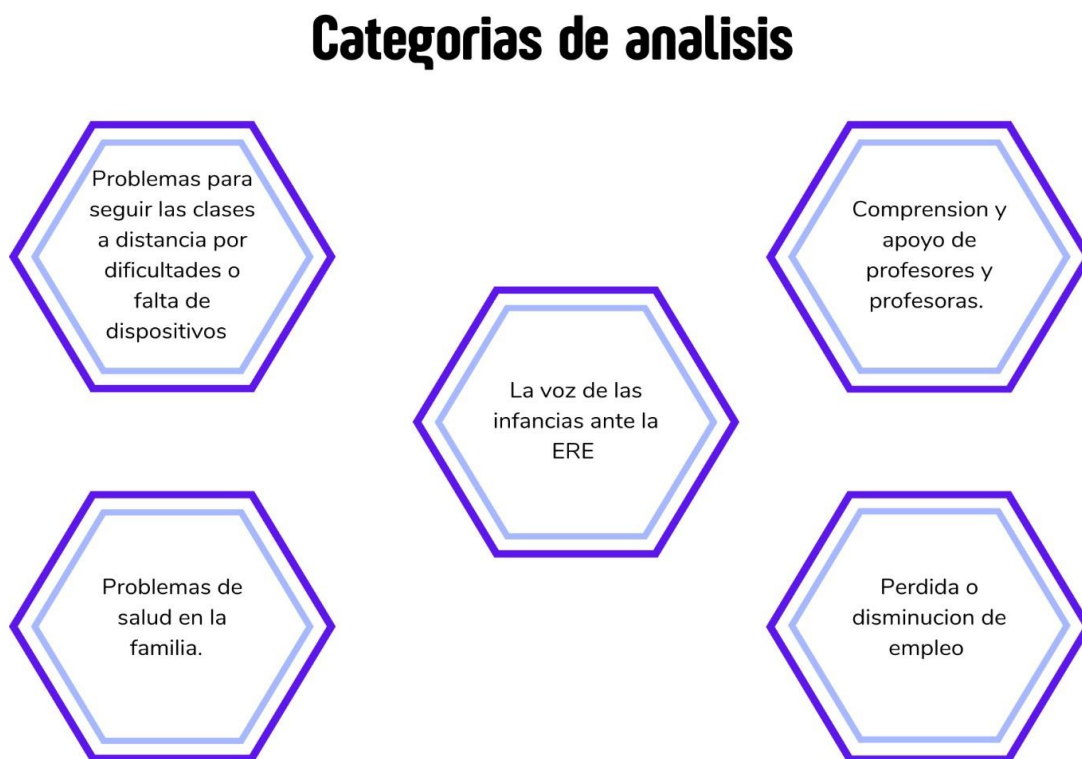 Categorias de analisis
Problemas para
seguir las clases
a distancia por
dificultades o
falta de
dispositivos
Comprension y
apoyo de
profesores y
profesoras.
La voz de las
infancias ante la
ERE
Problemas de
salud en la
familia.
Perdida o
disminucion de
empleo